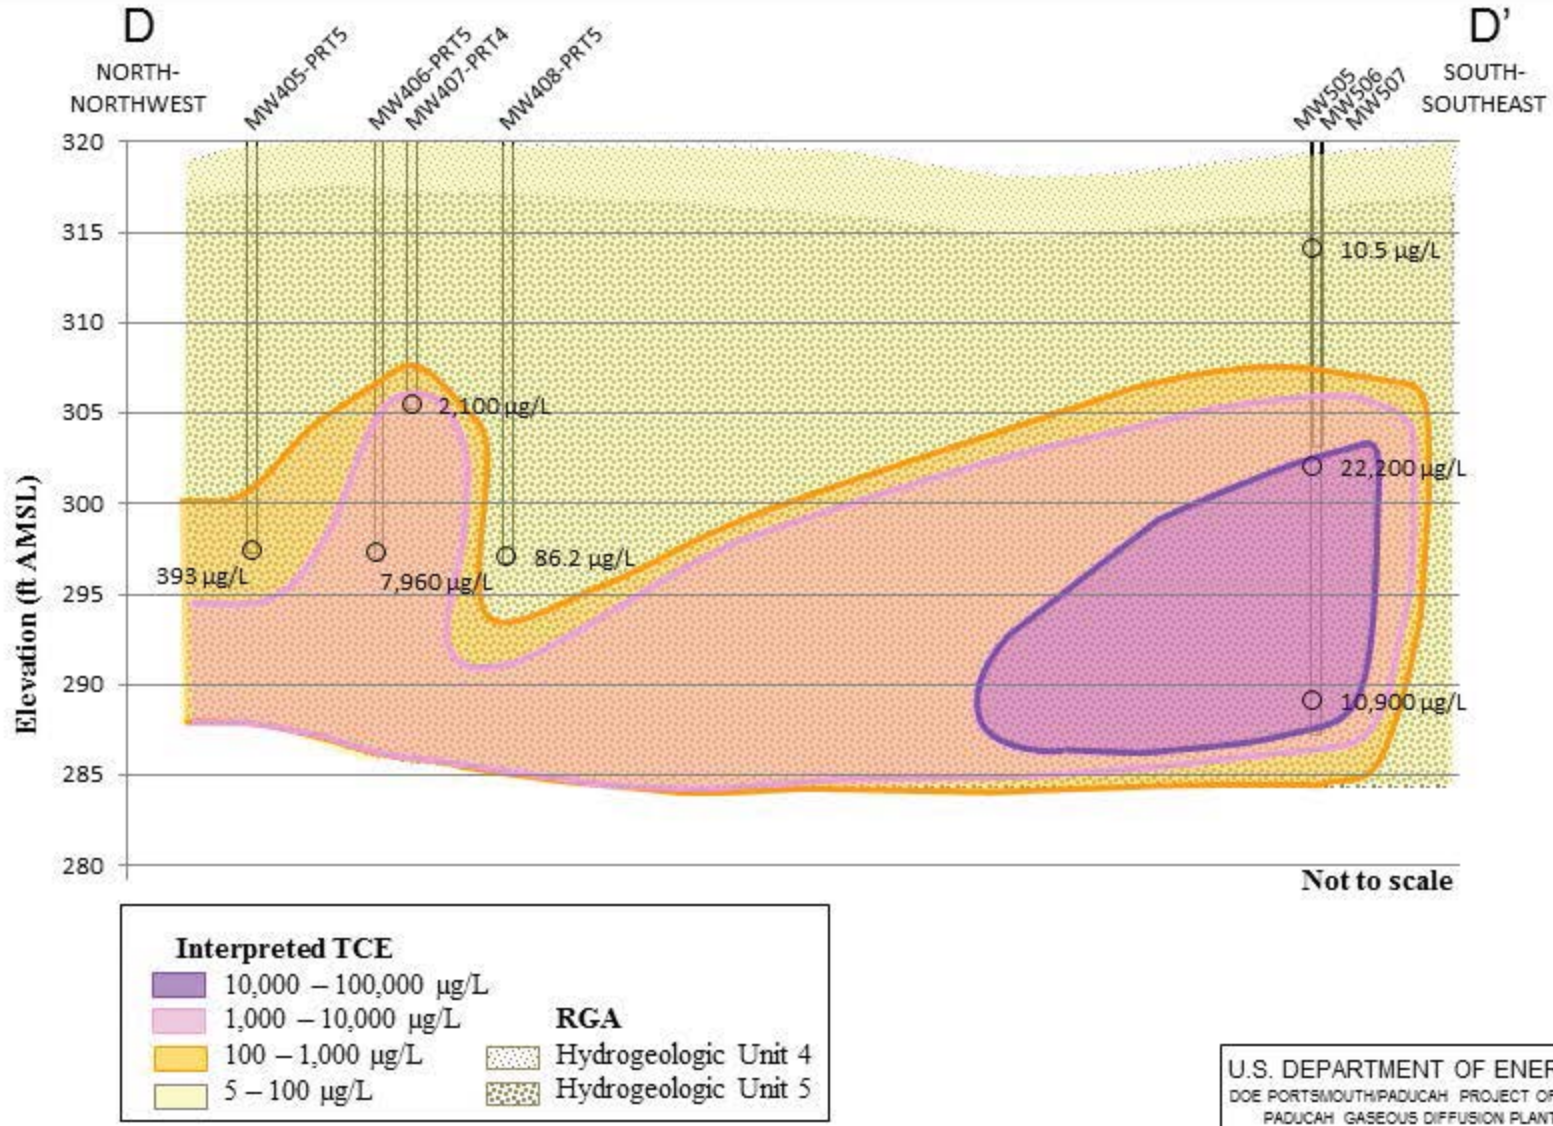 D
D'
NORTH-
NORTHWEST
MW405-PRT5
MW406-PRT5
MW407-PRT4
MW408-PRT5
MW505
MW506
MW507
SOUTH-
SOUTHEAST
320
315
310
305
300
295
290
285
280
Elevation (ft AMSL)
10.5 µg/L
2,100 µg/L
22,200 µg/L
86.2 µg/L
393 µg/L
7,960 µg/L
10,900 µg/L
Not to scale
Interpreted TCE
10,000 – 100,000 µg/L
1,000 – 10,000 µg/L
100 – 1,000 µg/L
5 – 100 µg/L
RGA
Hydrogeologic Unit 4
Hydrogeologic Unit 5
U.S. DEPARTMENT OF ENER
DOE PORTSMOUTH/PADUCAH PROJECT OF
PADUCAH GASEOUS DIFFUSION PLANT